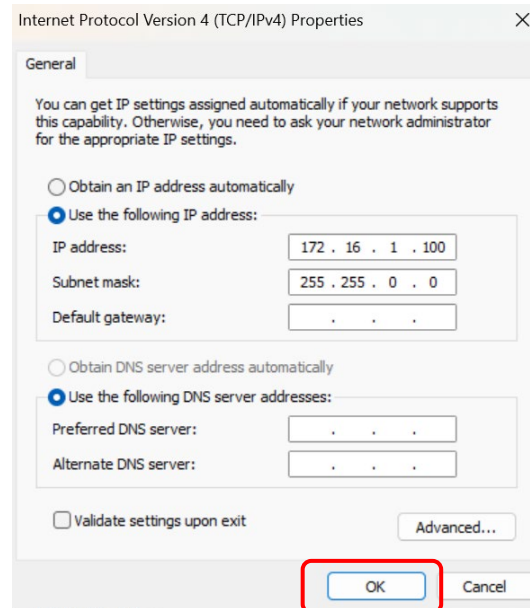 Internet Protocol Version 4 (TCP/IPv4) Properties
General
You can get IP settings assigned automatically if your network supports
this capability. Otherwise, you need to ask your network administrator
for the appropriate IP settings.
Obtain an IP address automatically
Use the following IP address:
IP address: 172 . 16 . 1 . 100
Subnet mask: 255 . 255 . 0 . 0
Default gateway: . . .
Obtain DNS server address automatically
Use the following DNS server addresses:
Preferred DNS server: . . .
Alternate DNS server: . . .
Validate settings upon exit
Advanced...
OK Cancel